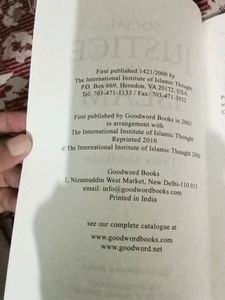 First published 1421/2000 by
The International Institute of Islamic Thought
P.O. Box 669, Herndon, VA 20172, USA
Tel: 703-471-1133 / Fax: 703-471-3922
First published by Goodword Books in 2003
in arrangement with
The International Institute of Islamic Thought
Reprinted 2010
© The International Institute of Islamic Thought 2000
Goodword Books
1, Nizamuddin West Market, New Delhi-110 013
email: info@goodwordbooks.com
Printed in India
see our complete catalogue at
www.goodwordbooks.com
www.goodword.net